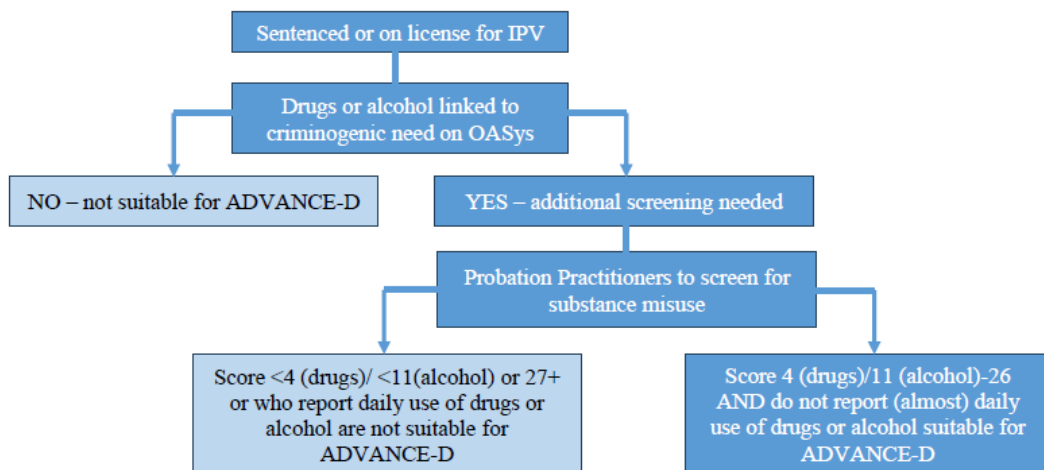 Sentenced or on license for IPV
Drugs or alcohol linked to
criminogenic need on OASys
NO – not suitable for ADVANCE-D
YES – additional screening needed
Probation Practitioners to screen for
substance misuse
Score <4 (drugs)/ <11(alcohol) or 27+
or who report daily use of drugs or
alcohol are not suitable for
ADVANCE-D
Score 4 (drugs)/11 (alcohol)-26
AND do not report (almost) daily
use of drugs or alcohol suitable for
ADVANCE-D